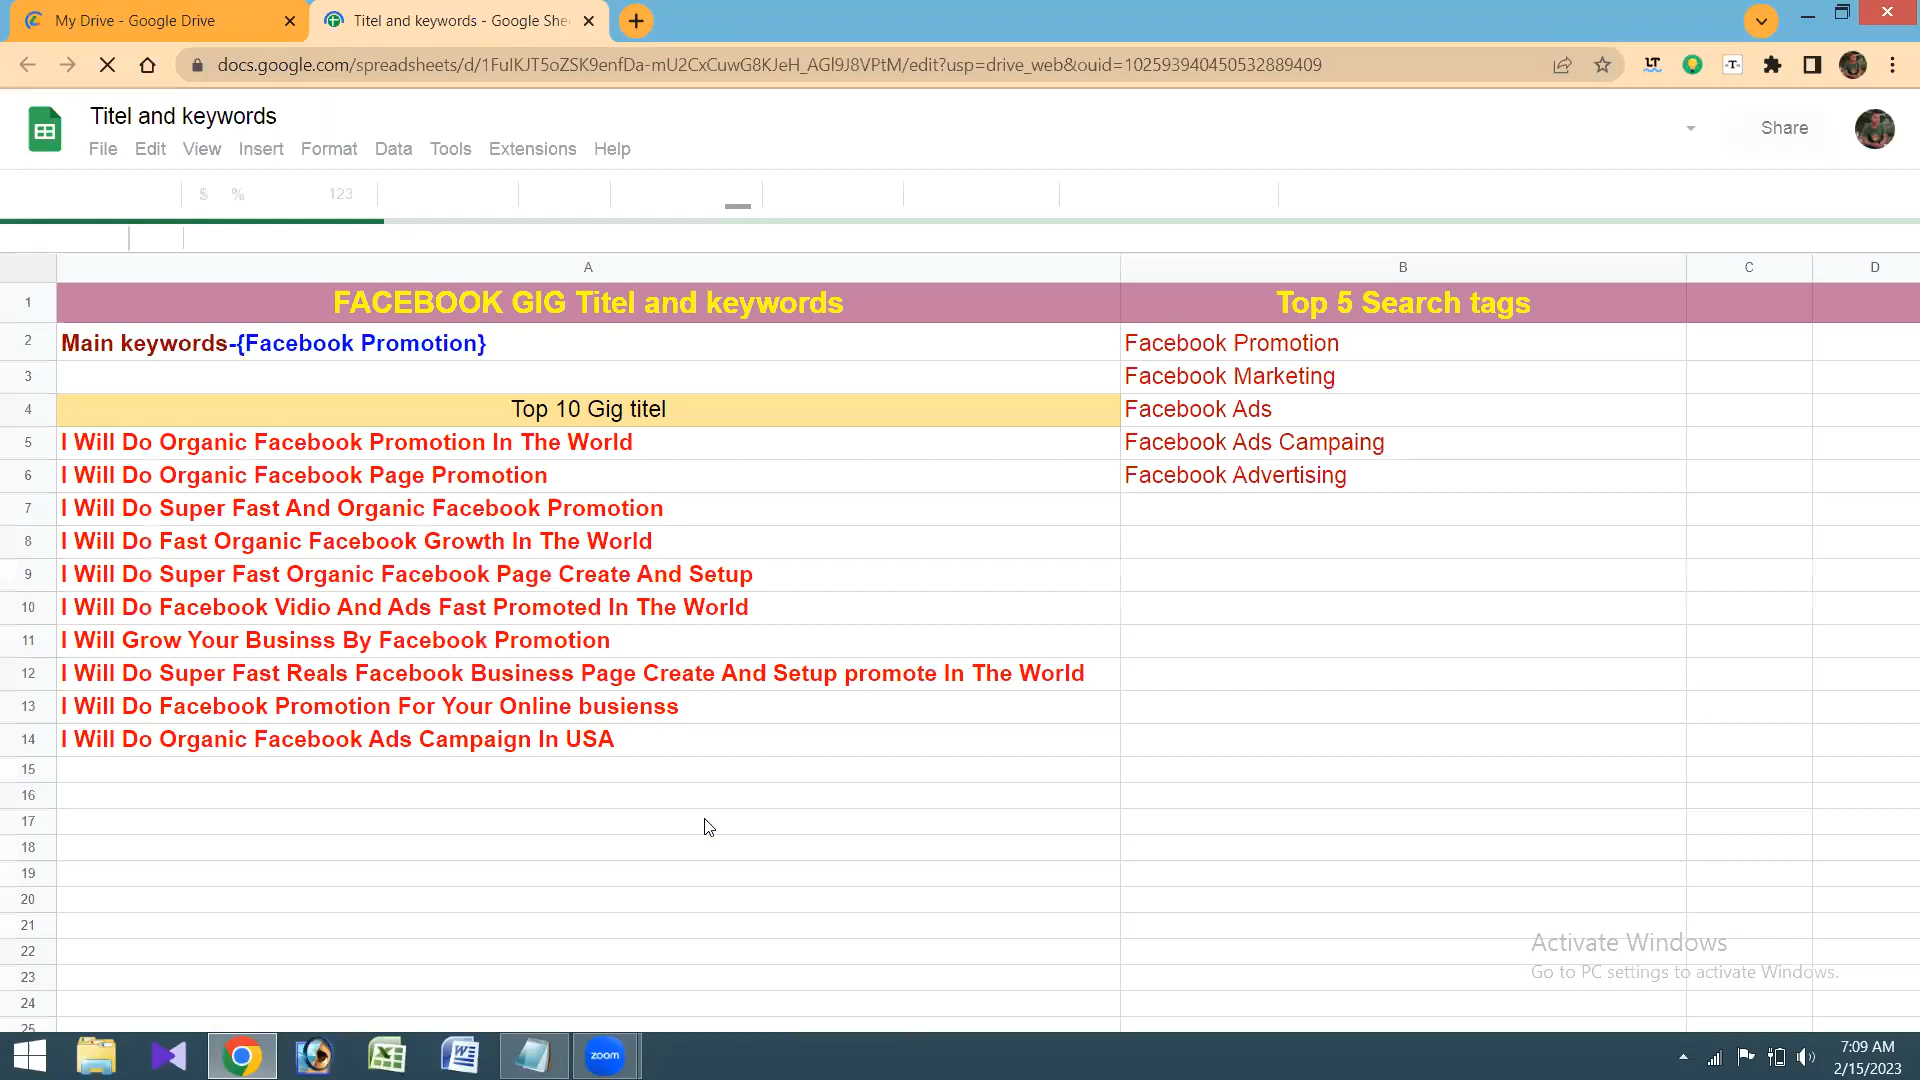 My Drive - Google Drive
Titel and keywords - Google She
docs.google.com/spreadsheets/d/1FuIKJT5oZSK9enfDa-mU2CxCuwG8KJeH_AGl9J8VPtM/edit?usp=drive_web&ouid=102593940450532889409
LT
-T-
Titel and keywords
Share
File Edit View Insert Format Data Tools Extensions Help
$ % 123
A B C D
1 FACEBOOK GIG Titel and keywords Top 5 Search tags
2 Main keywords-{Facebook Promotion} Facebook Promotion
3 Facebook Marketing
4 Top 10 Gig titel Facebook Ads
5 I Will Do Organic Facebook Promotion In The World Facebook Ads Campaing
6 I Will Do Organic Facebook Page Promotion Facebook Advertising
7 I Will Do Super Fast And Organic Facebook Promotion
8 I Will Do Fast Organic Facebook Growth In The World
9 I Will Do Super Fast Organic Facebook Page Create And Setup
10 I Will Do Facebook Vidio And Ads Fast Promoted In The World
11 I Will Grow Your Businss By Facebook Promotion
12 I Will Do Super Fast Reals Facebook Business Page Create And Setup promote In The World
13 I Will Do Facebook Promotion For Your Online busienss
14 I Will Do Organic Facebook Ads Campaign In USA
15
16
17
18
19
20
21
22
23
24
25
Activate Windows
Go to PC settings to activate Windows.
zoom
7:09 AM
2/15/2023